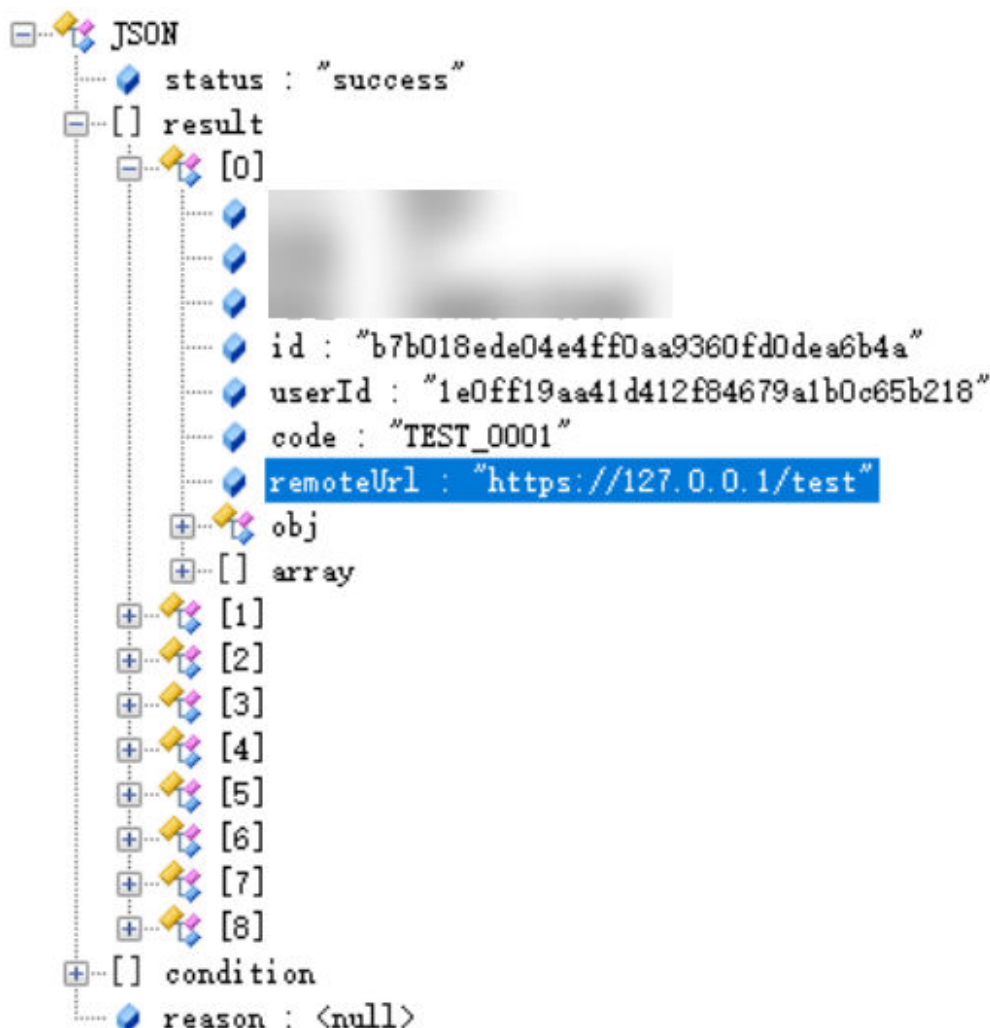 JSON
status : "success"
[] result
[0]
id : "b7b018ede04e4ff0aa9360fd0dea6b4a"
userId : "1e0ff19aa41d412f84679a1b0c65b218"
code : "TEST_0001"
remoteUrl : "https://127.0.0.1/test"
obj
[] array
[1]
[2]
[3]
[4]
[5]
[6]
[7]
[8]
[] condition
reason : <null>